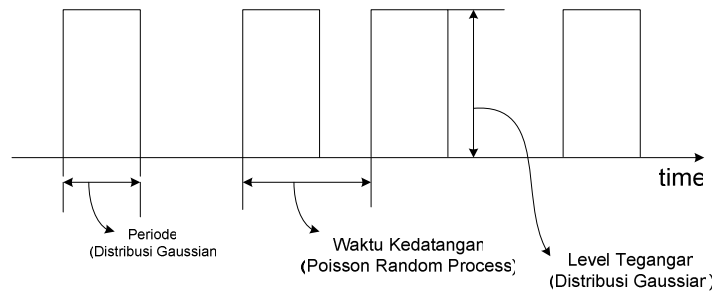 time
Periode
(Distribusi Gaussian
Waktu Kedatangan
(Poisson Random Process)
Level Tegangan
(Distribusi Gaussian)